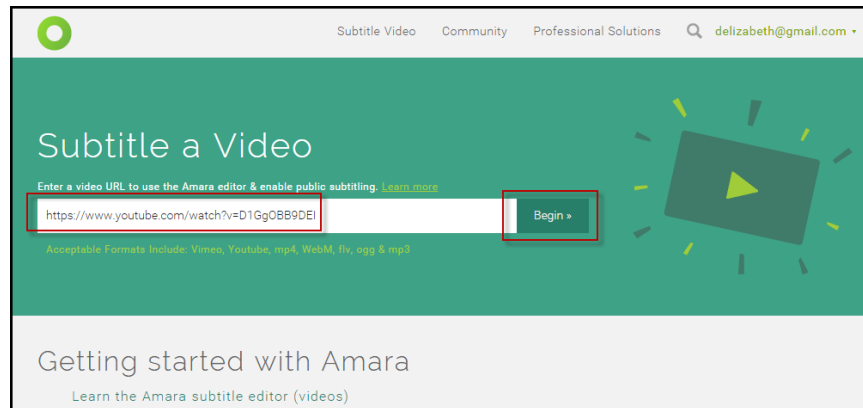 Subtitle Video Community Professional Solutions delizabeth@gmail.com
Subtitle a Video
Enter a video URL to use the Amara editor & enable public subtitling. Learn more
https://www.youtube.com/watch?v=D1GgOBB9DEI Begin »
Acceptable Formats Include: Vimeo, Youtube, mp4, WebM, flv, ogg & mp3
Getting started with Amara
Learn the Amara subtitle editor (videos)